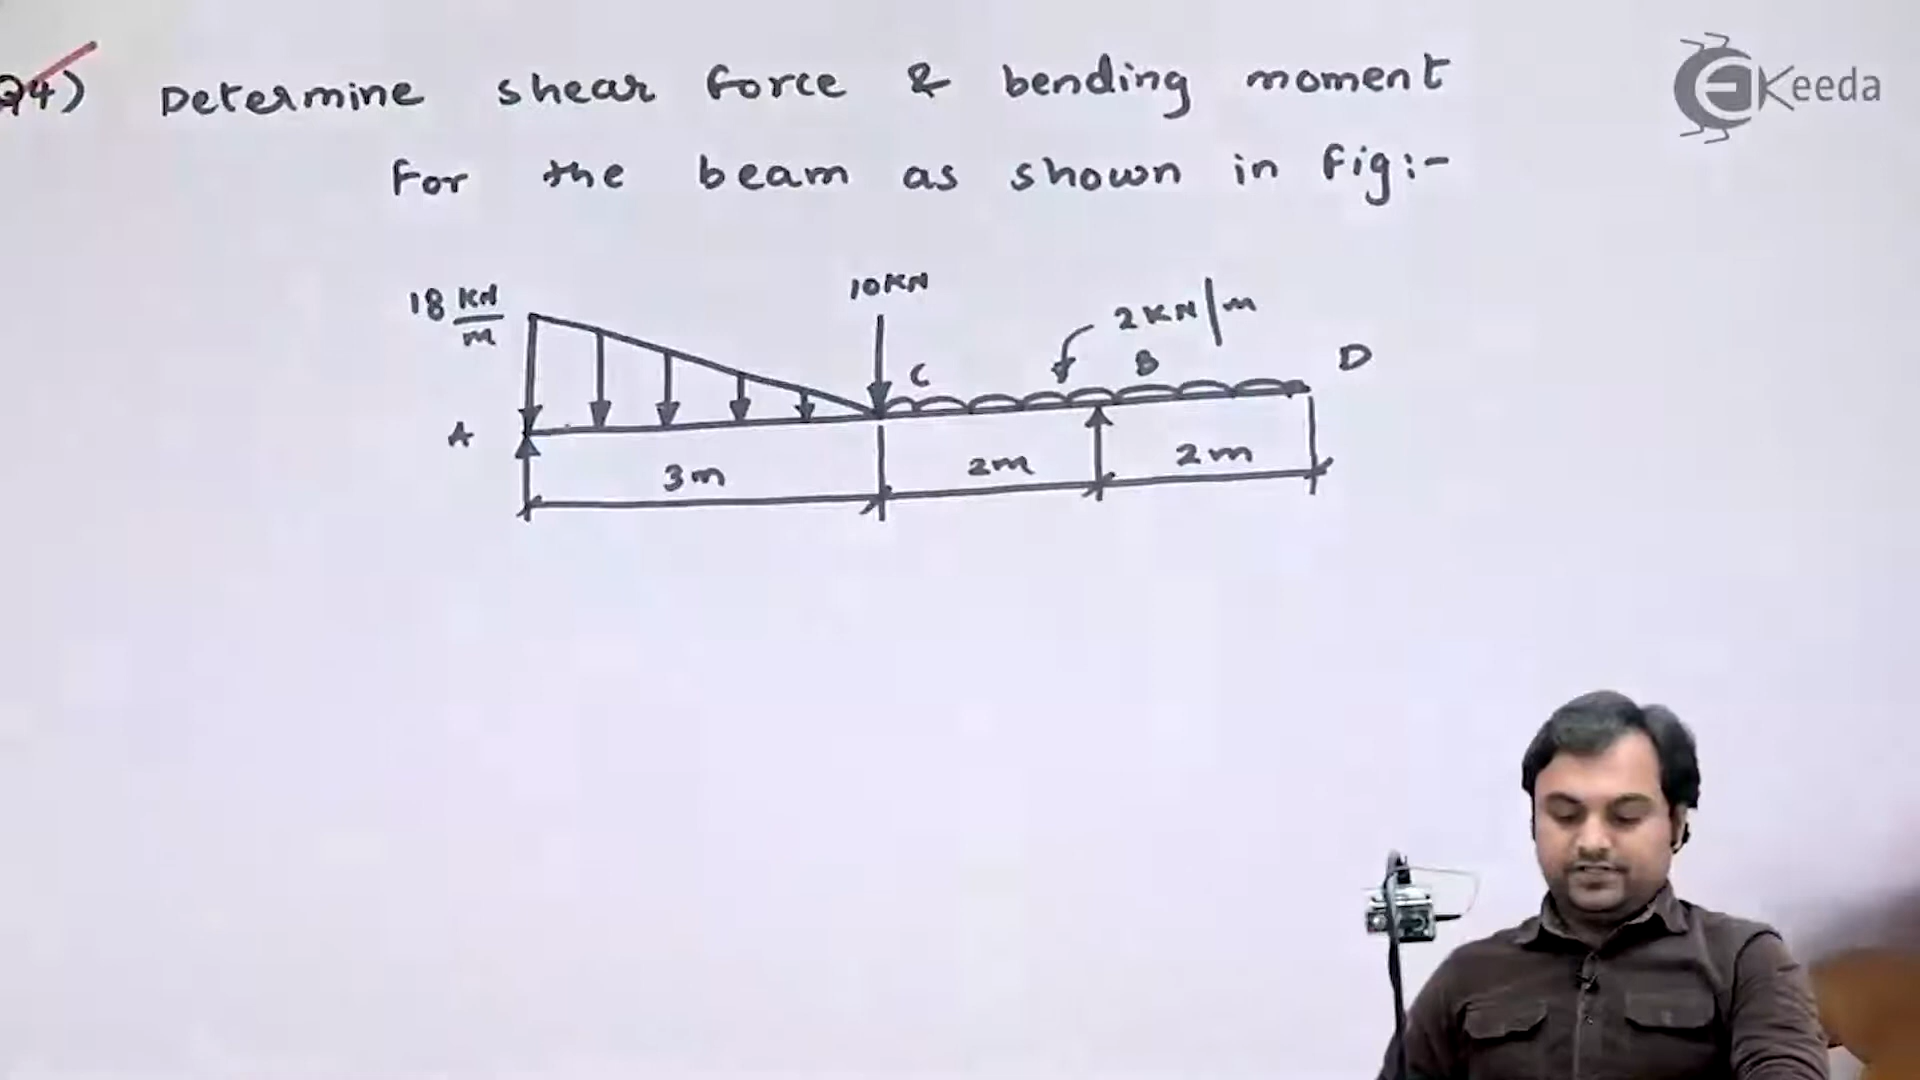 Q4) Determine shear force & bending moment
For the beam as shown in fig:-
Keeda
18 KN/m
10KN
2KN/m
A
C
B
D
3m
2m
2m